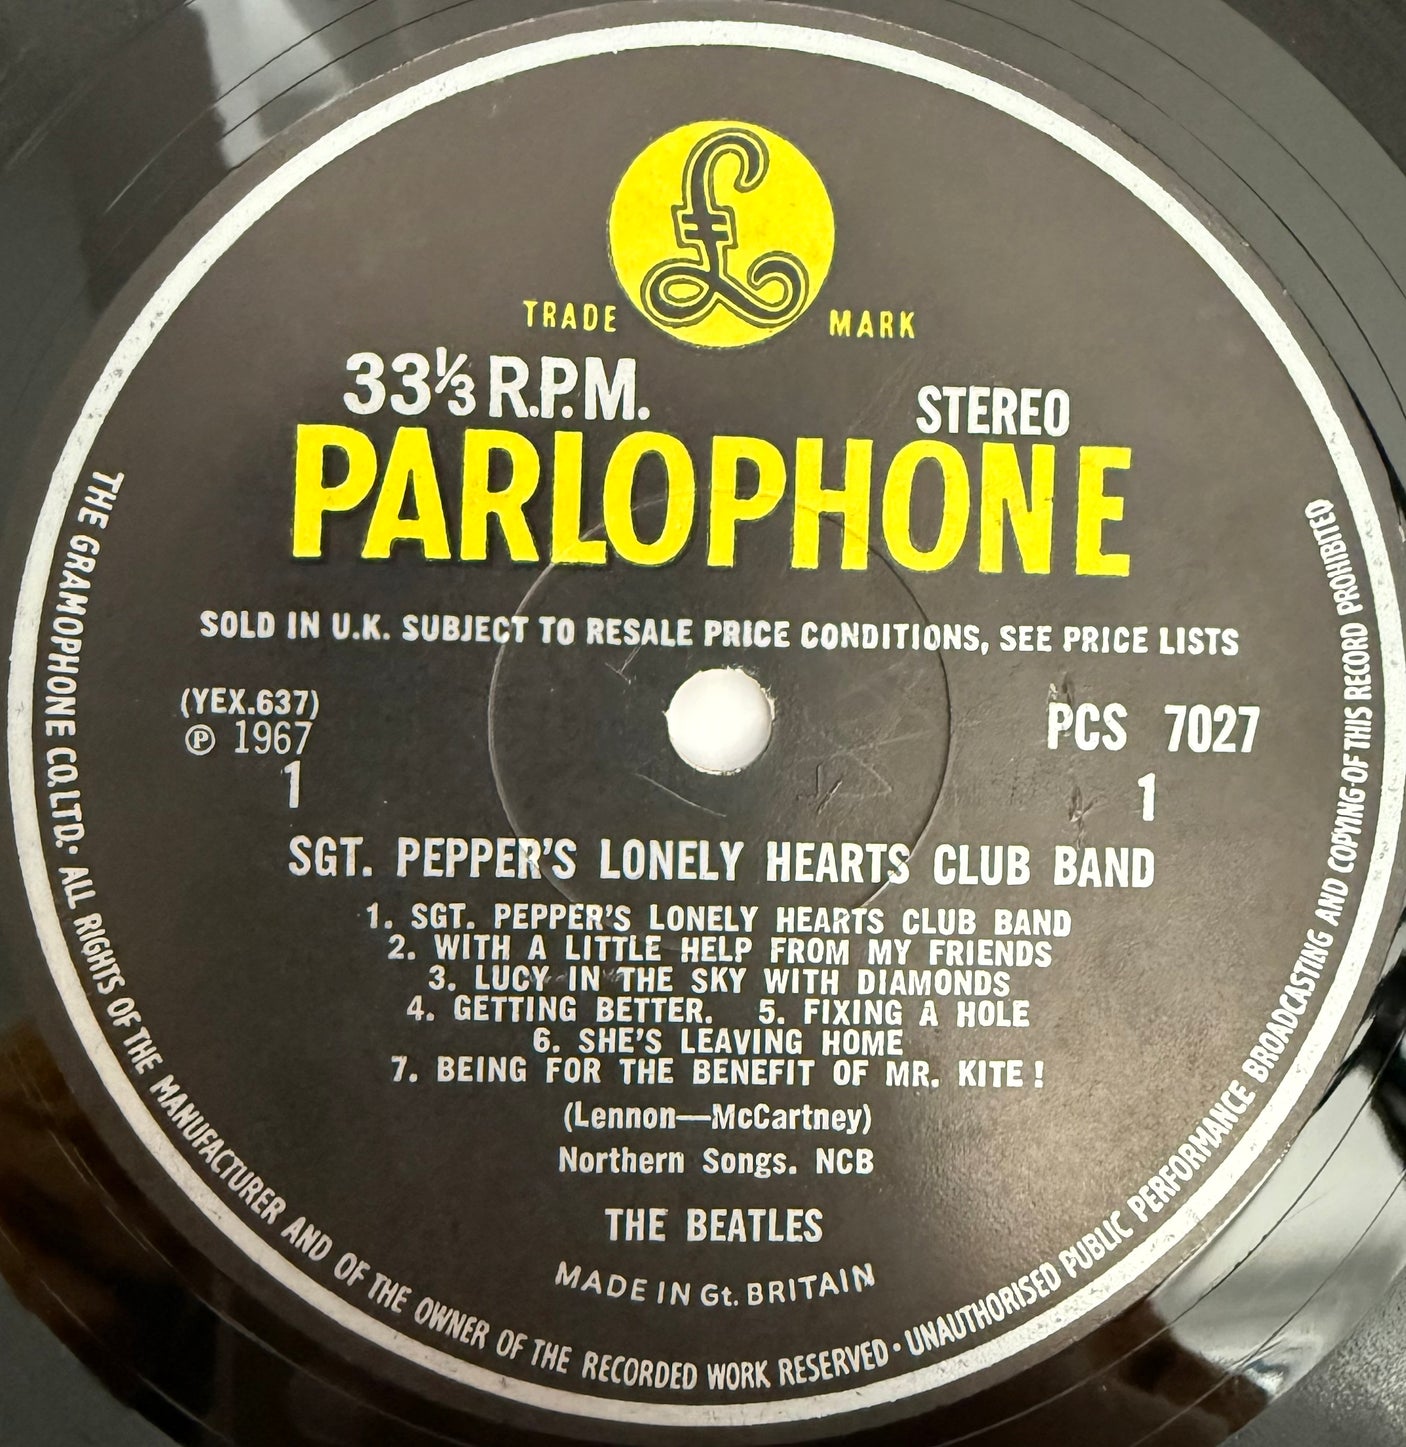 £
TRADE MARK
33⅓ R.P.M. STEREO
PARLOPHONE
SOLD IN U.K. SUBJECT TO RESALE PRICE CONDITIONS, SEE PRICE LISTS
(YEX.637)
℗ 1967
1
PCS 7027
1
SGT. PEPPER'S LONELY HEARTS CLUB BAND
1. SGT. PEPPER'S LONELY HEARTS CLUB BAND
2. WITH A LITTLE HELP FROM MY FRIENDS
3. LUCY IN THE SKY WITH DIAMONDS
4. GETTING BETTER. 5. FIXING A HOLE
6. SHE'S LEAVING HOME
7. BEING FOR THE BENEFIT OF MR. KITE !
(Lennon—McCartney)
Northern Songs. NCB
THE BEATLES
MADE IN Gt. BRITAIN
THE GRAMOPHONE CO. LTD. • ALL RIGHTS OF THE MANUFACTURER AND OF THE OWNER OF THE RECORDED WORK RESERVED • UNAUTHORISED PUBLIC PERFORMANCE BROADCASTING AND COPYING OF THIS RECORD PROHIBITED